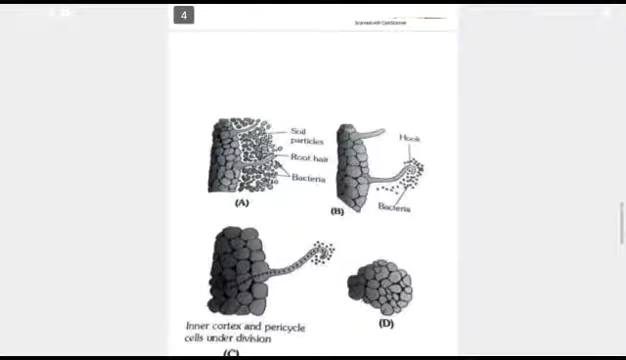 4
Scanned with CamScanner
Soil
particles
Root hair
Bacteria
(A)
Hook
Bacteria
(B)
Inner cortex and pericycle
cells under division
(C)
(D)